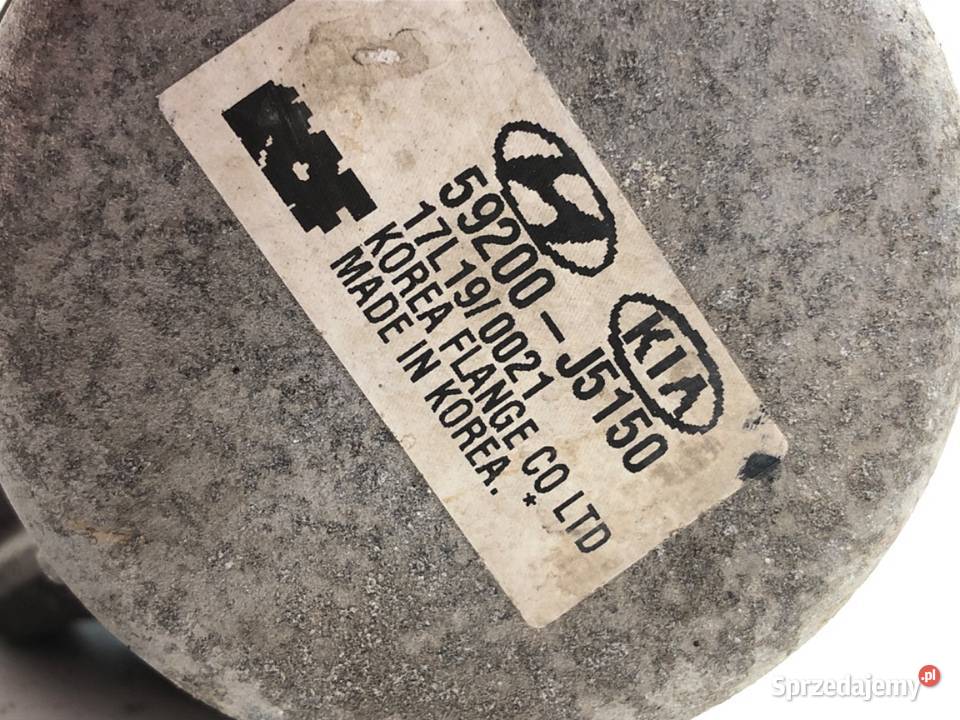 KIA
59200-J5150
17L19/0021
KOREA FLANGE CO LTD
MADE IN KOREA. *
Sprzedajemy.pl